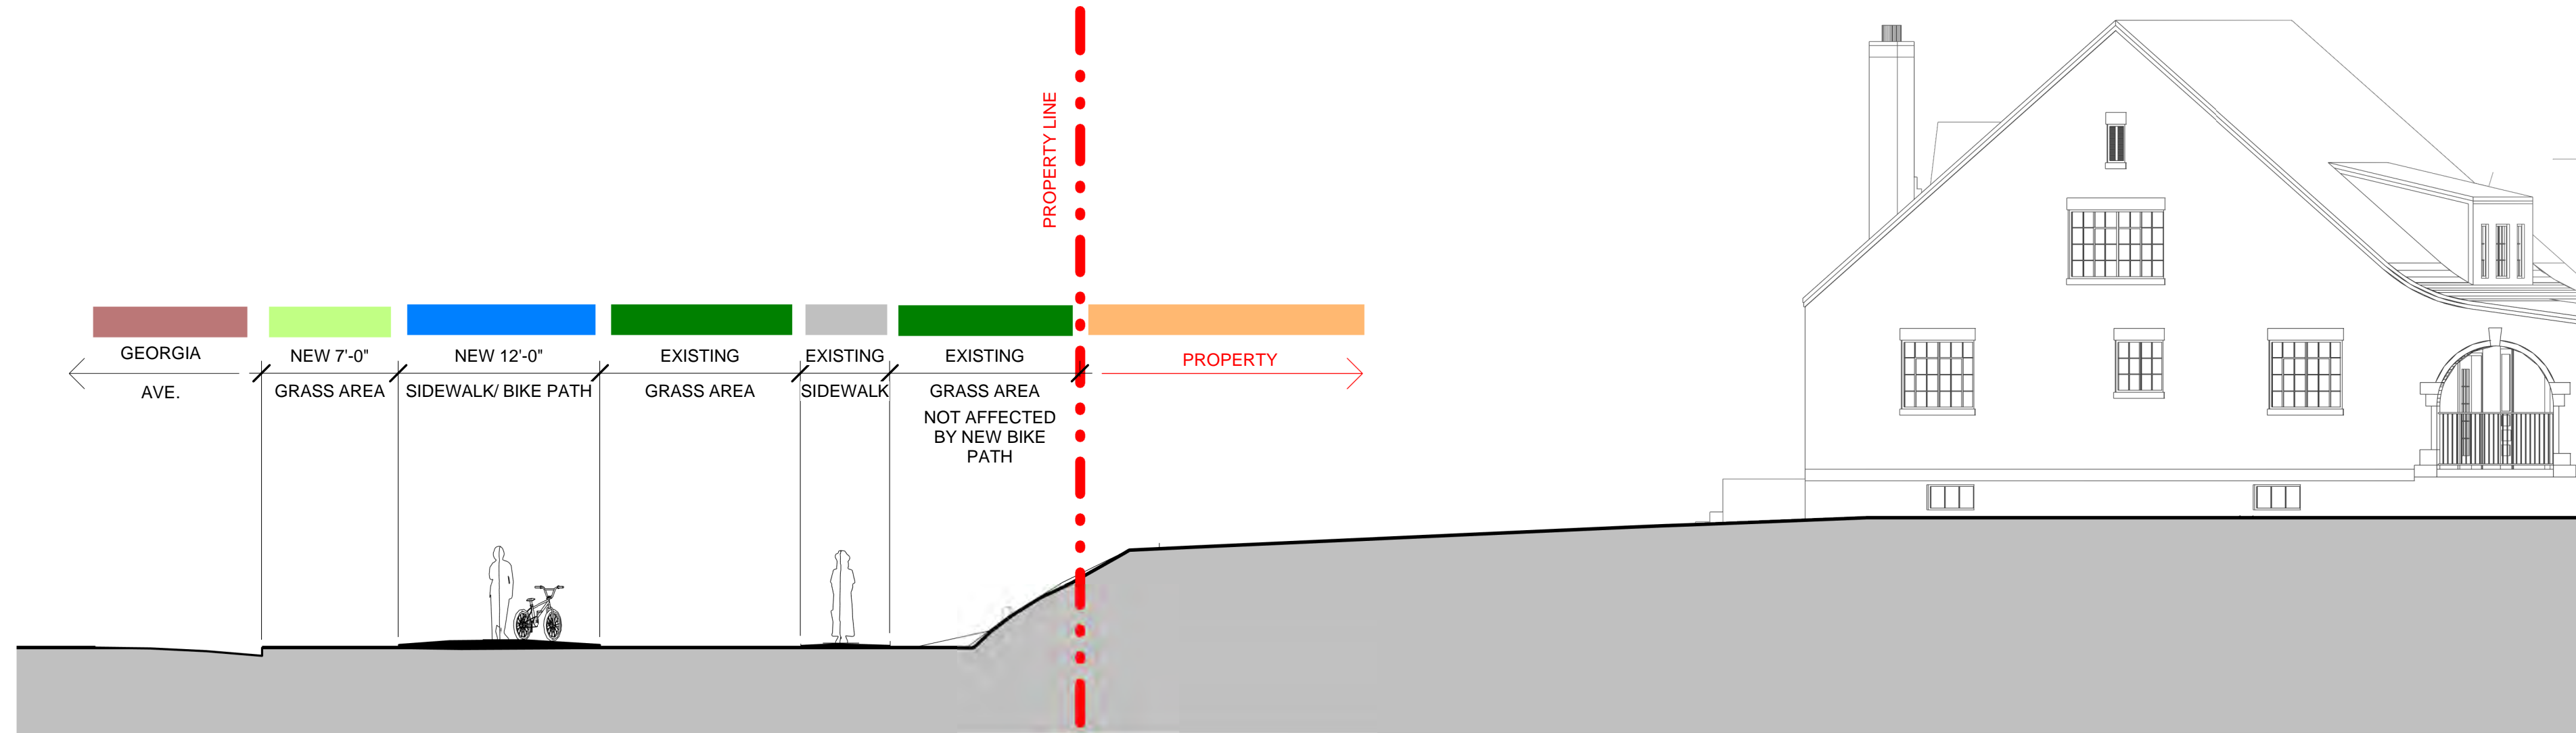 PROPERTY LINE
GEORGIA
AVE.
NEW 7'-0"
GRASS AREA
NEW 12'-0"
SIDEWALK/ BIKE PATH
EXISTING
GRASS AREA
EXISTING
SIDEWALK
EXISTING
GRASS AREA
NOT AFFECTED
BY NEW BIKE
PATH
PROPERTY